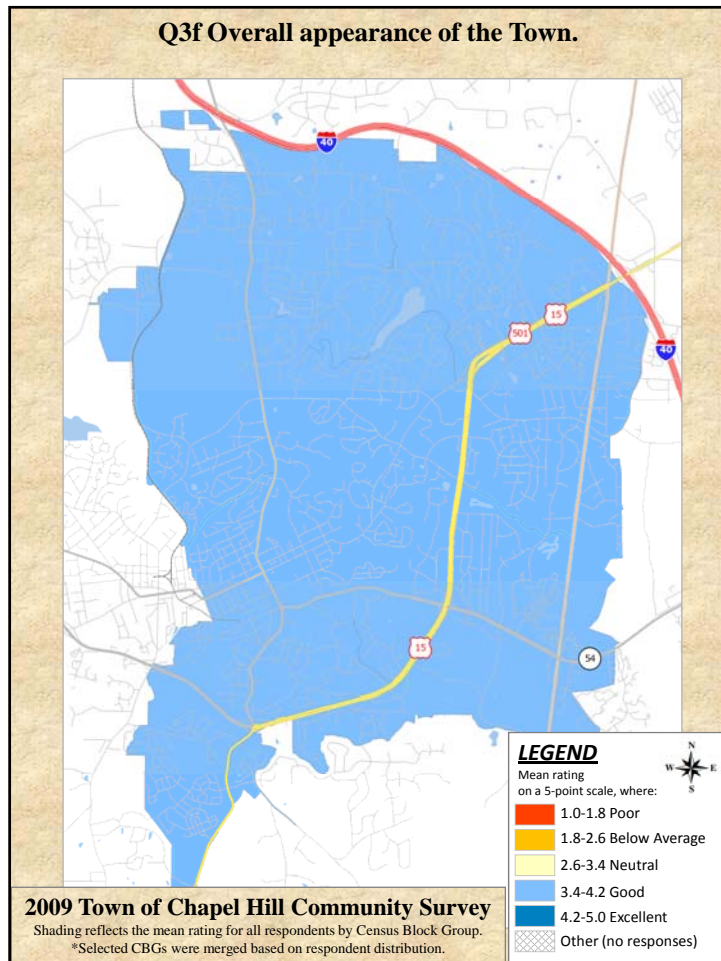 Q3f Overall appearance of the Town.
40
15
501
40
15
54
LEGEND
Mean rating
on a 5-point scale, where:
N
W E
S
1.0-1.8 Poor
1.8-2.6 Below Average
2.6-3.4 Neutral
3.4-4.2 Good
4.2-5.0 Excellent
Other (no responses)
2009 Town of Chapel Hill Community Survey
Shading reflects the mean rating for all respondents by Census Block Group.
*Selected CBGs were merged based on respondent distribution.